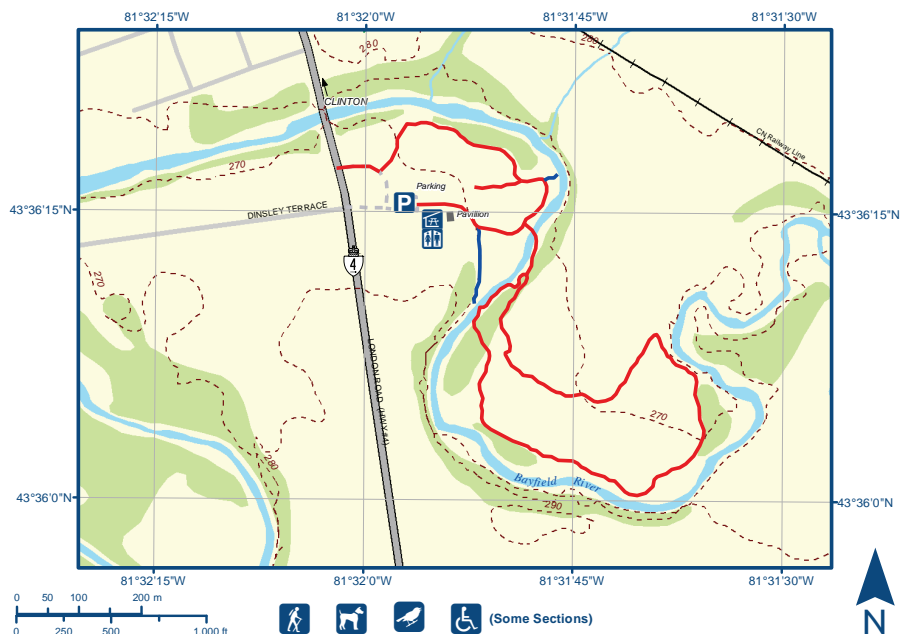 81°32'15"W 81°32'0"W 81°31'45"W 81°31'30"W
280
280
CLINTON
CN Railway Line
270
Parking
P
43°36'15"N
DINSLEY TERRACE
Pavillion
43°36'15"N
4
270
LONDON ROAD (HWY #4)
270
280
Bayfield River
290
43°36'0"N
43°36'0"N
81°32'15"W 81°32'0"W 81°31'45"W 81°31'30"W
0 50 100 200 m
0 250 500 1,000 ft
(Some Sections)
N